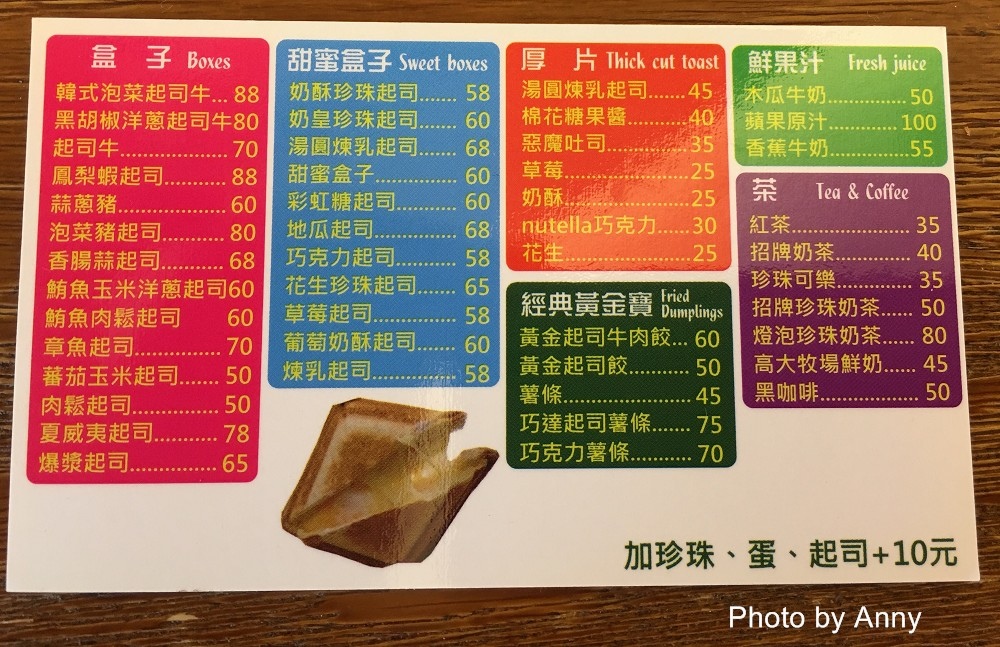 盒 子 Boxes
韓式泡菜起司牛... 88
黑胡椒洋蔥起司牛80
起司牛................ 70
鳳梨蝦起司......... 88
蒜蔥豬................ 60
泡菜豬起司......... 80
香腸蒜起司......... 68
鮪魚玉米洋蔥起司60
鮪魚肉鬆起司 60
章魚起司............. 70
蕃茄玉米起司...... 50
肉鬆起司............. 50
夏威夷起司.......... 78
爆漿起司............. 65
甜蜜盒子 Sweet boxes
奶酥珍珠起司....... 58
奶皇珍珠起司....... 60
湯圓煉乳起司....... 68
甜蜜盒子.............. 60
彩虹糖起司........... 60
地瓜起司.............. 68
巧克力起司........... 58
花生珍珠起司....... 65
草莓起司.............. 58
葡萄奶酥起司....... 60
煉乳起司.............. 58
厚 片 Thick cut toast
湯圓煉乳起司.......45
棉花糖果醬...........40
惡魔吐司..............35
草莓.....................25
奶酥.....................25
nutella巧克力......30
花生.....................25
經典黃金寶 Fried Dumplings
黃金起司牛肉餃... 60
黃金起司餃.......... 50
薯條..................... 45
巧達起司薯條....... 75
巧克力薯條........... 70
鮮果汁 Fresh juice
木瓜牛奶.............. 50
蘋果原汁............ 100
香蕉牛奶..............55
茶 Tea & Coffee
紅茶..................... 35
招牌奶茶.............. 40
珍珠可樂.............. 35
招牌珍珠奶茶....... 50
燈泡珍珠奶茶....... 80
高大牧場鮮奶...... 45
黑咖啡................. 50
加珍珠、蛋、起司+10元
Photo by Anny